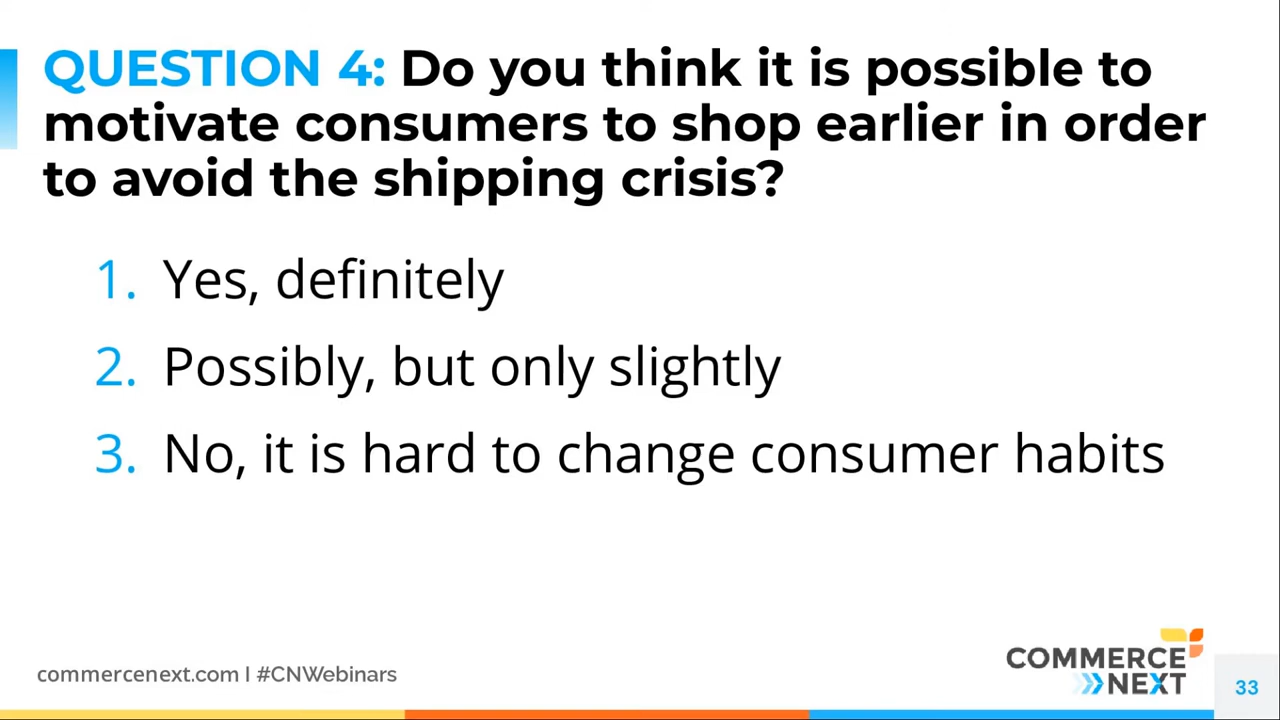 QUESTION 4: Do you think it is possible to
motivate consumers to shop earlier in order
to avoid the shipping crisis?
1. Yes, definitely
2. Possibly, but only slightly
3. No, it is hard to change consumer habits
commercenext.com I #CNWebinars
COMMERCE
NEXT
33